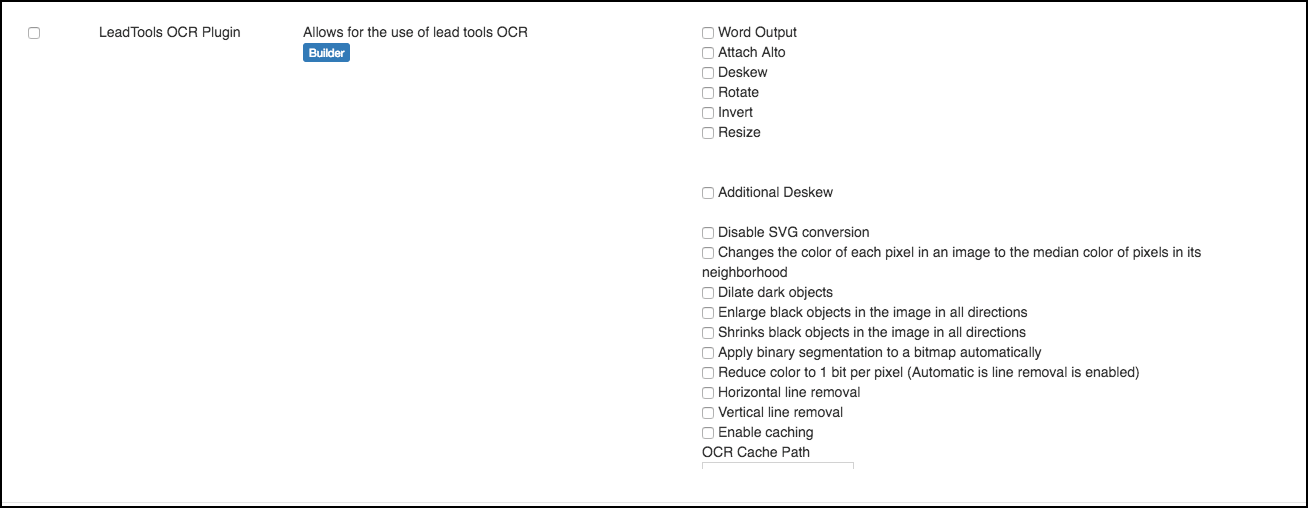 LeadTools OCR Plugin
Allows for the use of lead tools OCR
Builder
Word Output
Attach Alto
Deskew
Rotate
Invert
Resize
Additional Deskew
Disable SVG conversion
Changes the color of each pixel in an image to the median color of pixels in its
neighborhood
Dilate dark objects
Enlarge black objects in the image in all directions
Shrinks black objects in the image in all directions
Apply binary segmentation to a bitmap automatically
Reduce color to 1 bit per pixel (Automatic is line removal is enabled)
Horizontal line removal
Vertical line removal
Enable caching
OCR Cache Path